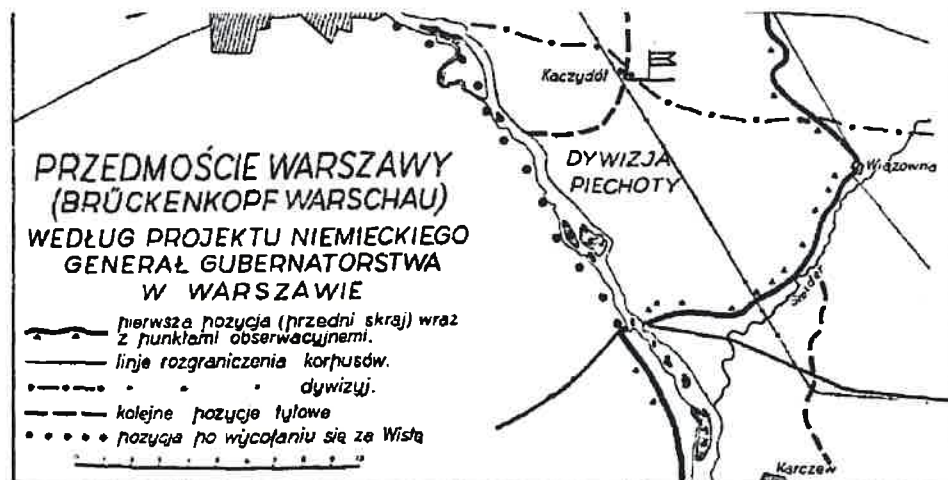 PRZEDMOŚCIE WARSZAWY
(BRÜCKENKOPF WARSCHAU)
WEDŁUG PROJEKTU NIEMIECKIEGO
GENERAŁ GUBERNATORSTWA
W WARSZAWIE
pierwsza pozycja (przedni skraj) wraz
z punktami obserwacyjnemi.
linje rozgraniczenia korpusów.
dywizyj.
kolejne pozycje tyłowe
pozycja po wycofaniu się za Wisłą
Kaczydół
DYWIZJA
PIECHOTY
Wiązowna
Świder
Karczew